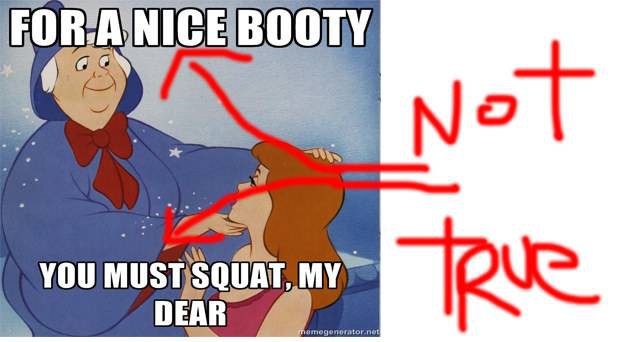 FOR A NICE BOOTY
NOT
TRUE
YOU MUST SQUAT, MY
DEAR
memegenerator.net